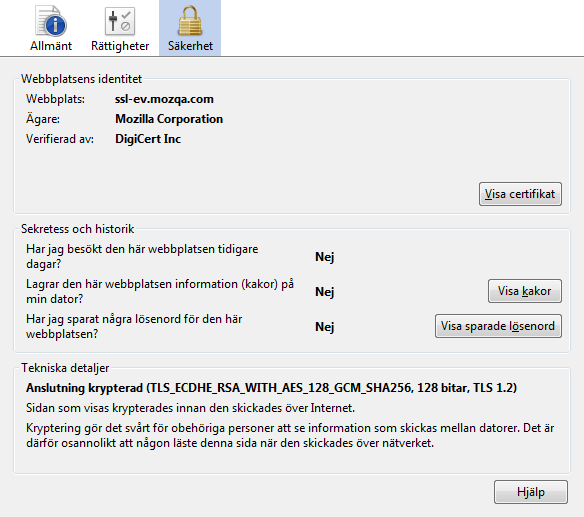 Allmänt Rättigheter Säkerhet
Webbplatsens identitet
Webbplats: ssl-ev.mozqa.com
Ägare: Mozilla Corporation
Verifierad av: DigiCert Inc
Visa certifikat
Sekretess och historik
Har jag besökt den här webbplatsen tidigare
dagar?
Nej
Lagrar den här webbplatsen information (kakor) på
min dator?
Nej
Visa kakor
Har jag sparat några lösenord för den här
webbplatsen?
Nej
Visa sparade lösenord
Tekniska detaljer
Anslutning krypterad (TLS_ECDHE_RSA_WITH_AES_128_GCM_SHA256, 128 bitar, TLS 1.2)
Sidan som visas krypterades innan den skickades över Internet.
Kryptering gör det svårt för obehöriga personer att se information som skickas mellan datorer. Det är
därför osannolikt att någon läste denna sida när den skickades över nätverket.
Hjälp